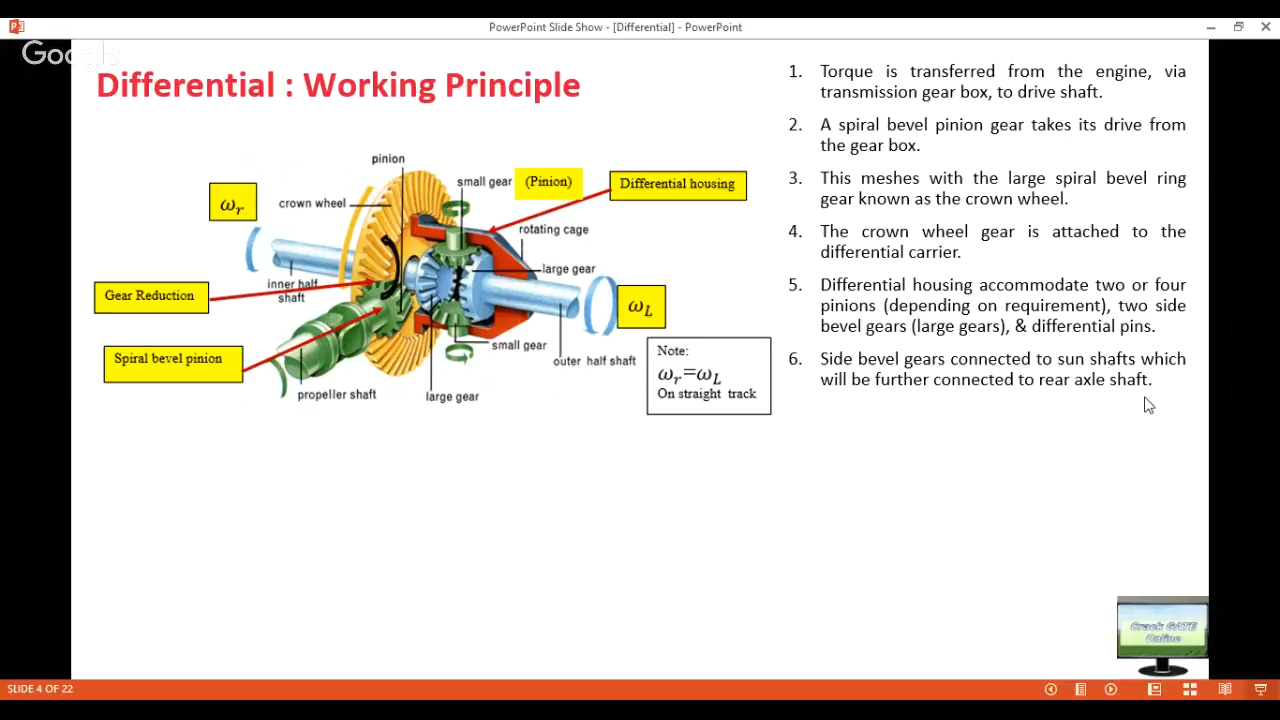 PowerPoint Slide Show - [Differential] - PowerPoint
Google
Differential : Working Principle
pinion
small gear
(Pinion)
Differential housing
ωr
crown wheel
rotating cage
large gear
inner half
shaft
Gear Reduction
ωL
Spiral bevel pinion
small gear
outer half shaft
propeller shaft
large gear
Note:
ωr=ωL
On straight track
1. Torque is transferred from the engine, via
transmission gear box, to drive shaft.
2. A spiral bevel pinion gear takes its drive from
the gear box.
3. This meshes with the large spiral bevel ring
gear known as the crown wheel.
4. The crown wheel gear is attached to the
differential carrier.
5. Differential housing accommodate two or four
pinions (depending on requirement), two side
bevel gears (large gears), & differential pins.
6. Side bevel gears connected to sun shafts which
will be further connected to rear axle shaft.
Crack GATE
Online
SLIDE 4 OF 22